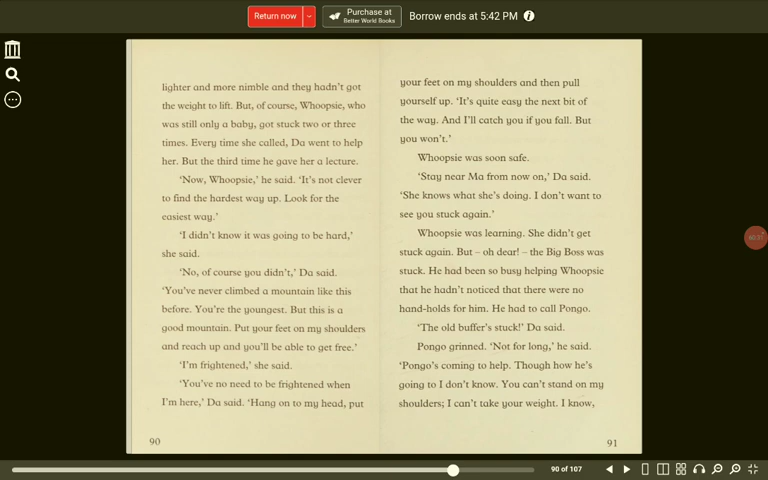 Return now
Purchase at
Better World Books
Borrow ends at 5:42 PM
lighter and more nimble and they hadn't got
the weight to lift. But, of course, Whoopsie, who
was still only a baby, got stuck two or three
times. Every time she called, Da went to help
her. But the third time he gave her a lecture.
'Now, Whoopsie,' he said. 'It's not clever
to find the hardest way up. Look for the
easiest way.'
'I didn't know it was going to be hard,'
she said.
'No, of course you didn't,' Da said.
'You've never climbed a mountain like this
before. You're the youngest. But this is a
good mountain. Put your feet on my shoulders
and reach up and you'll be able to get free.'
'I'm frightened,' she said.
'You've no need to be frightened when
I'm here,' Da said. 'Hang on to my head, put
90
your feet on my shoulders and then pull
yourself up. 'It's quite easy the next bit of
the way. And I'll catch you if you fall. But
you won't.'
Whoopsie was soon safe.
'Stay near Ma from now on,' Da said.
'She knows what she's doing. I don't want to
see you stuck again.'
Whoopsie was learning. She didn't get
stuck again. But – oh dear! – the Big Boss was
stuck. He had been so busy helping Whoopsie
that he hadn't noticed that there were no
hand-holds for him. He had to call Pongo.
'The old buffer's stuck!' Da said.
Pongo grinned. 'Not for long,' he said.
'Pongo's coming to help. Though how he's
going to I don't know. You can't stand on my
shoulders; I can't take your weight. I know,
91
90 of 107